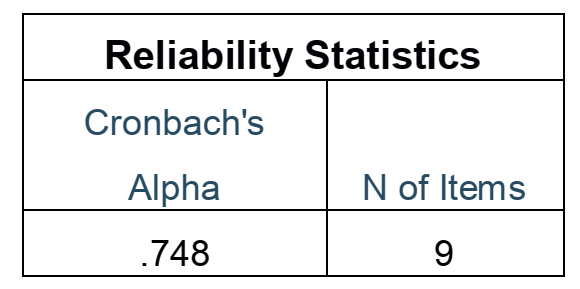 Reliability Statistics
Cronbach's
Alpha
N of Items
.748
9